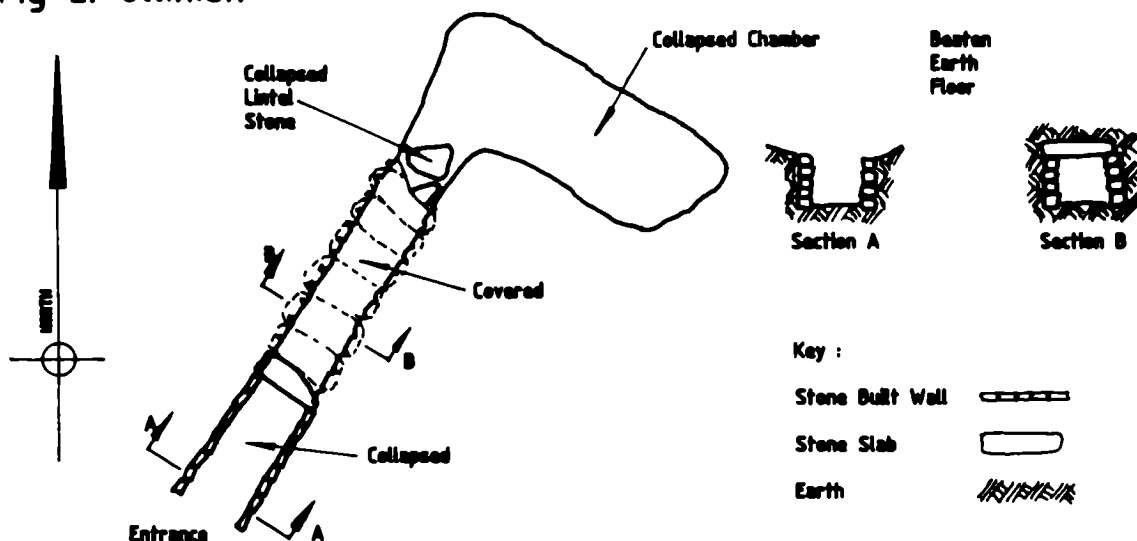 Collapsed Chamber
Beaten
Earth
Floor
Collapsed
Lintel
Stone
Section A
Section B
B
Covered
NORTH
B
Key :
Stone Built Wall
A
Stone Slab
Collapsed
Earth
Entrance
A